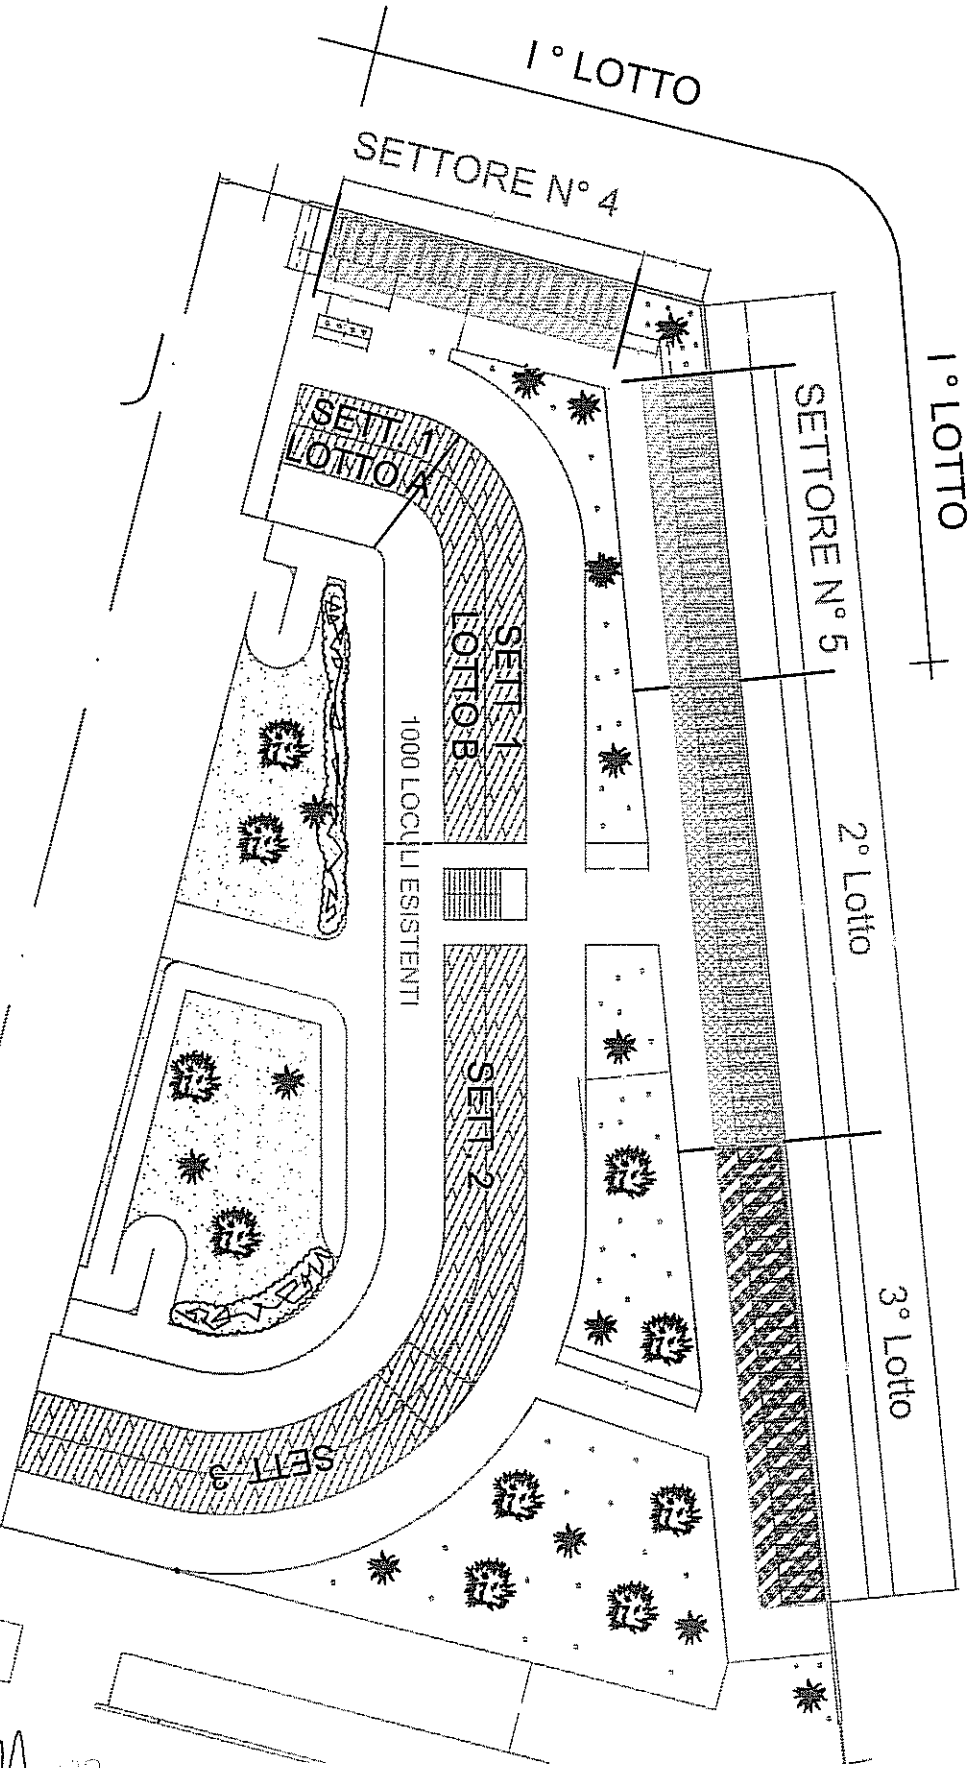 I° LOTTO
SETTORE N° 4
I° LOTTO
SETTORE N° 5
2° Lotto
3° Lotto
SETT. 1
LOTTO A
SETT 1
LOTTO B
1000 LOCULI ESISTENTI
SETT 2
SETT 3